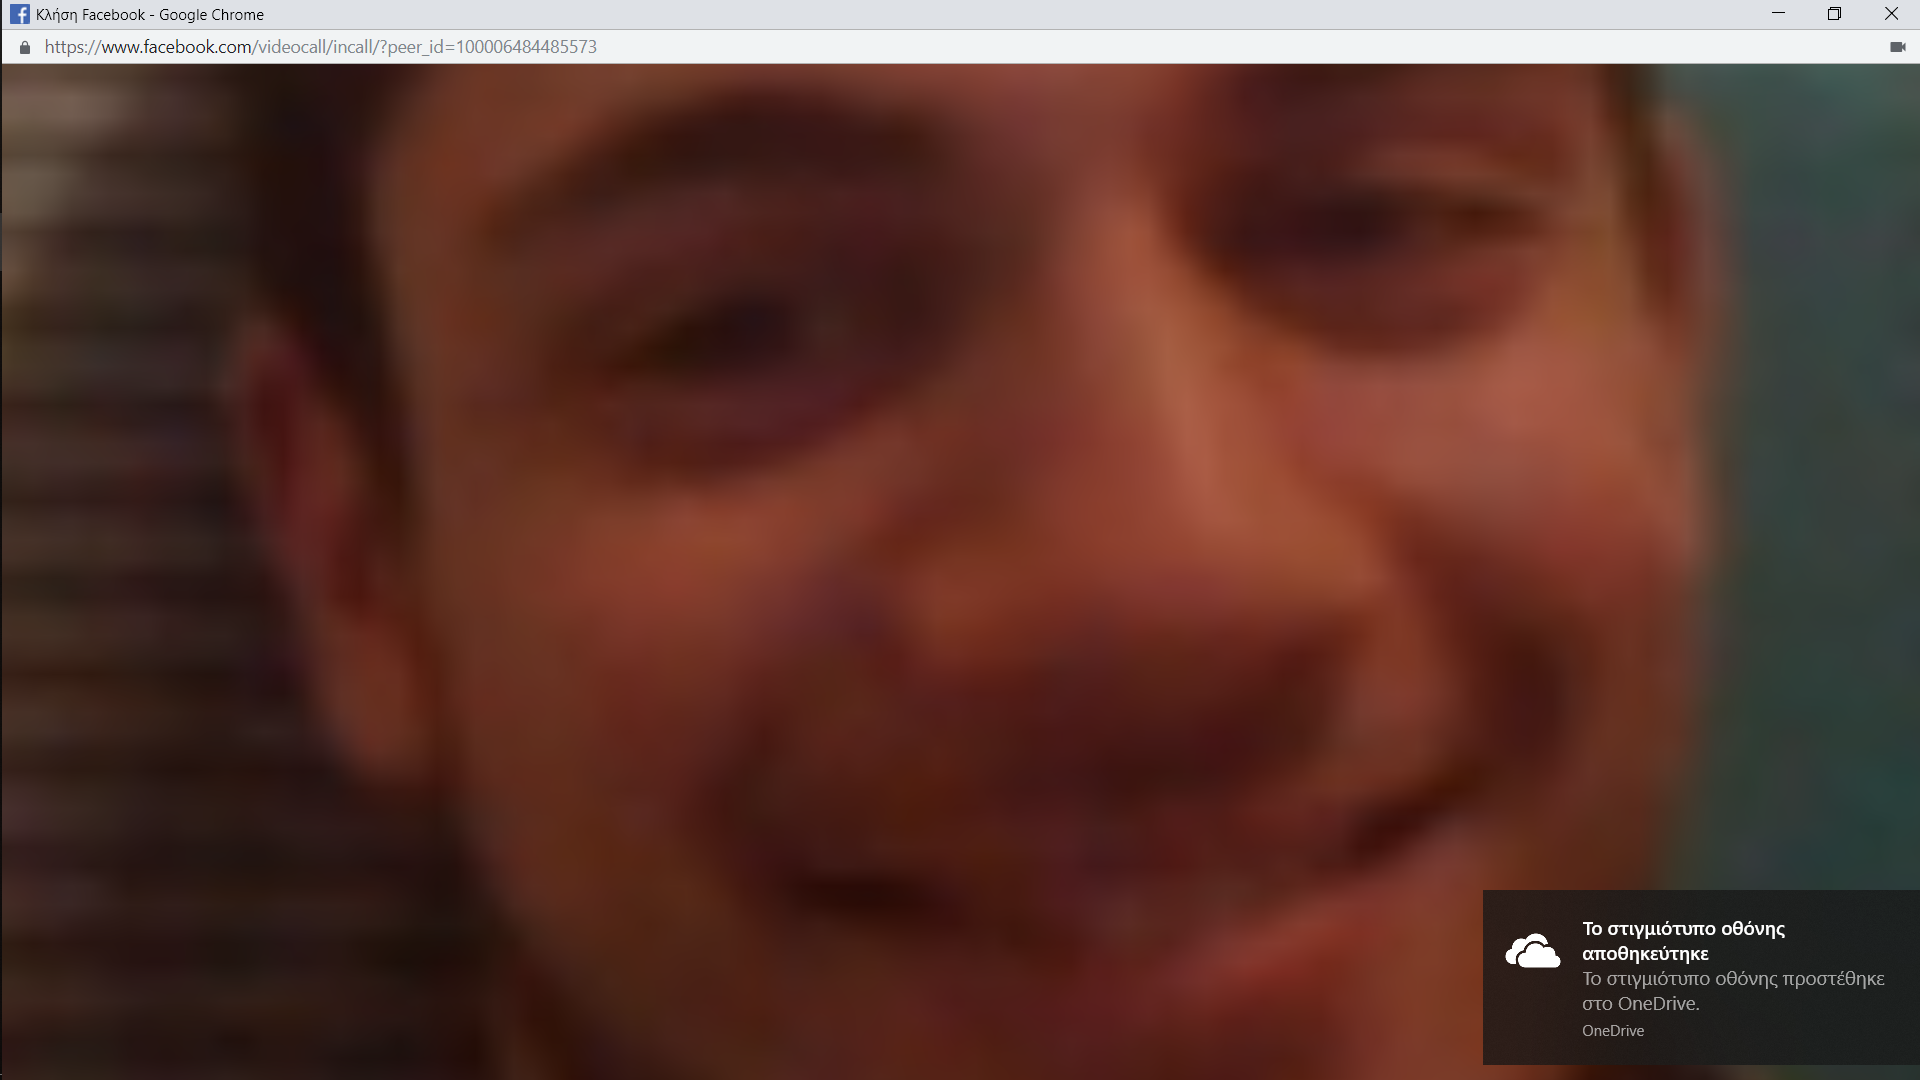 Κλήση Facebook - Google Chrome
https://www.facebook.com/videocall/incall/?peer_id=100006484485573
Το στιγμιότυπο οθόνης
αποθηκεύτηκε
Το στιγμιότυπο οθόνης προστέθηκε
στο OneDrive.
OneDrive